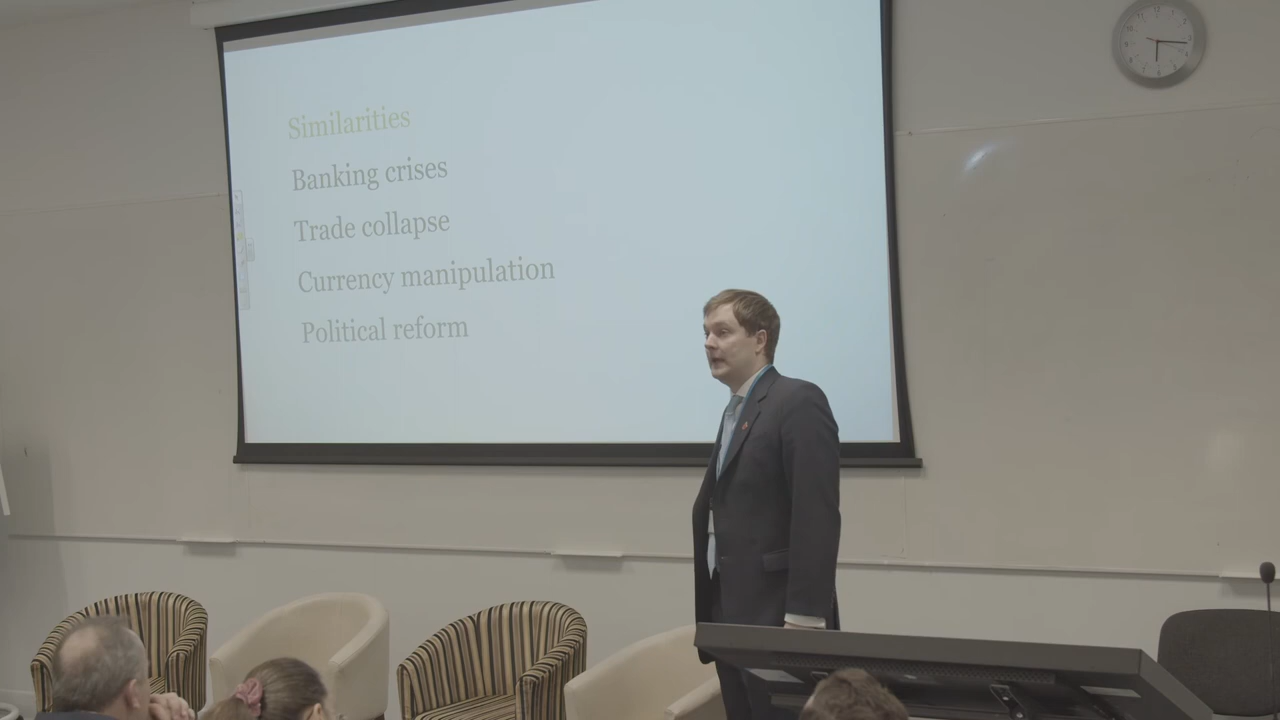 Similarities
Banking crises
Trade collapse
Currency manipulation
Political reform